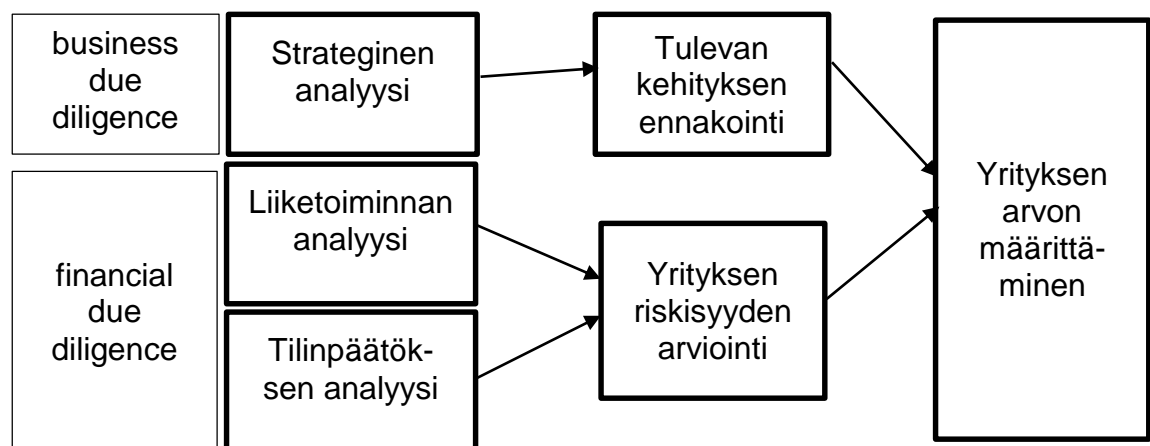 business
due
diligence
Strateginen
analyysi
Tulevan
kehityksen
ennakointi
Liiketoiminnan
analyysi
financial
due
diligence
Tilinpäätök-
sen analyysi
Yrityksen
riskisyyden
arviointi
Yrityksen
arvon
määrittä-
minen